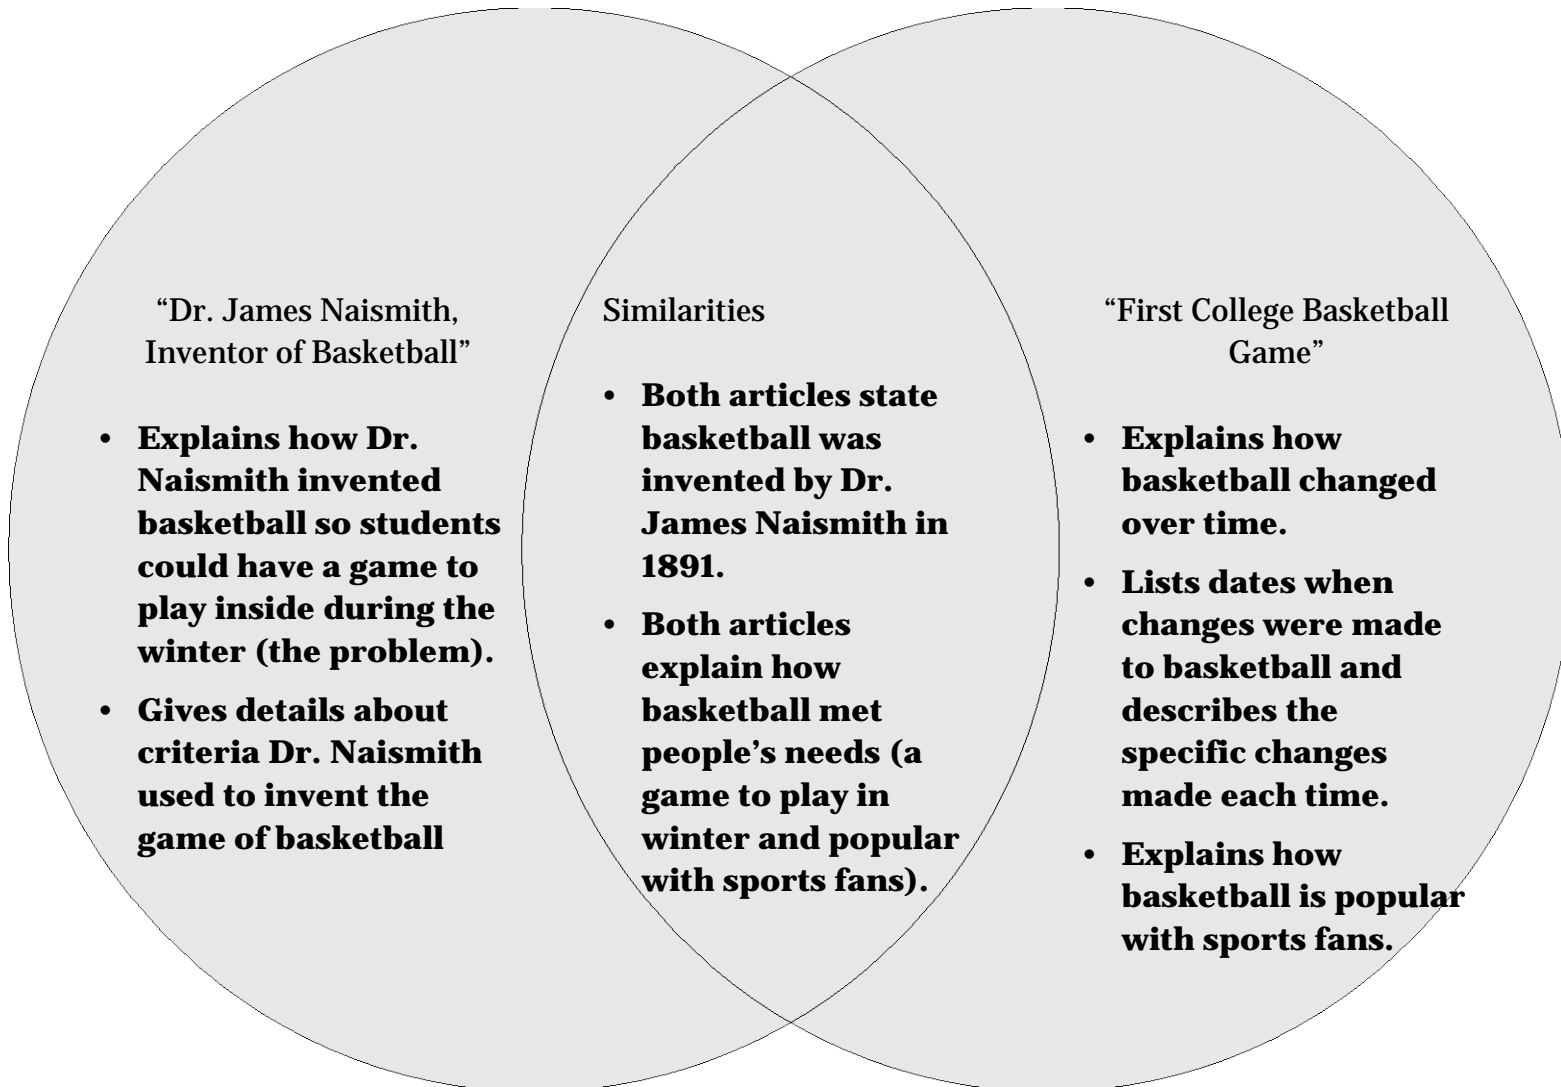 “Dr. James Naismith,
Inventor of Basketball”
• Explains how Dr.
Naismith invented
basketball so students
could have a game to
play inside during the
winter (the problem).
• Gives details about
criteria Dr. Naismith
used to invent the
game of basketball
Similarities
• Both articles state
basketball was
invented by Dr.
James Naismith in
1891.
• Both articles
explain how
basketball met
people’s needs (a
game to play in
winter and popular
with sports fans).
“First College Basketball
Game”
• Explains how
basketball changed
over time.
• Lists dates when
changes were made
to basketball and
describes the
specific changes
made each time.
• Explains how
basketball is popular
with sports fans.